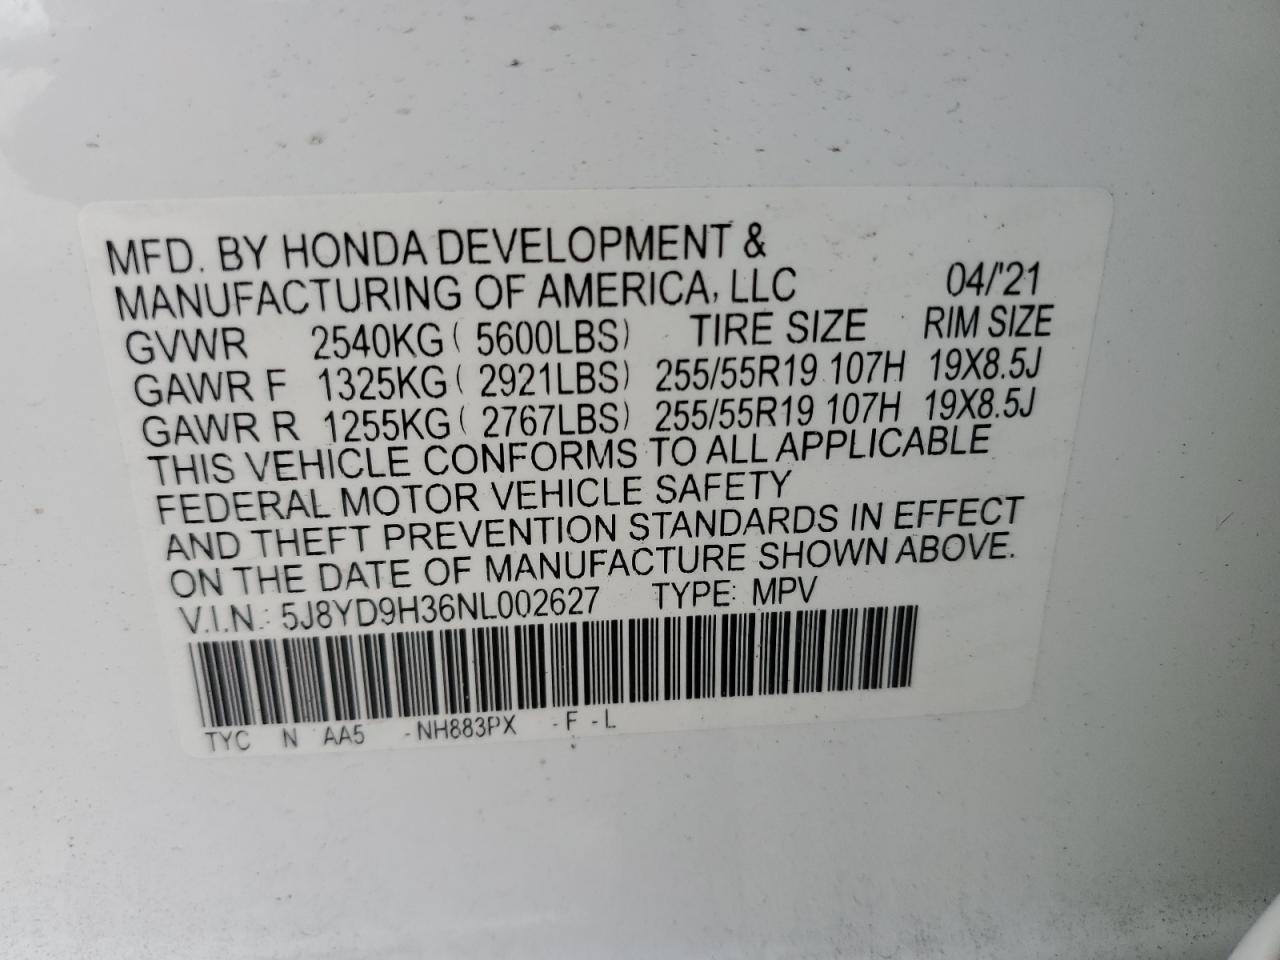 MFD. BY HONDA DEVELOPMENT &
MANUFACTURING OF AMERICA, LLC 04/'21
GVWR 2540KG ( 5600LBS) TIRE SIZE RIM SIZE
GAWR F 1325KG ( 2921LBS) 255/55R19 107H 19X8.5J
GAWR R 1255KG ( 2767LBS) 255/55R19 107H 19X8.5J
THIS VEHICLE CONFORMS TO ALL APPLICABLE
FEDERAL MOTOR VEHICLE SAFETY
AND THEFT PREVENTION STANDARDS IN EFFECT
ON THE DATE OF MANUFACTURE SHOWN ABOVE.
V.I.N.: 5J8YD9H36NL002627 TYPE: MPV
TYC N AA5 -NH883PX -F -L